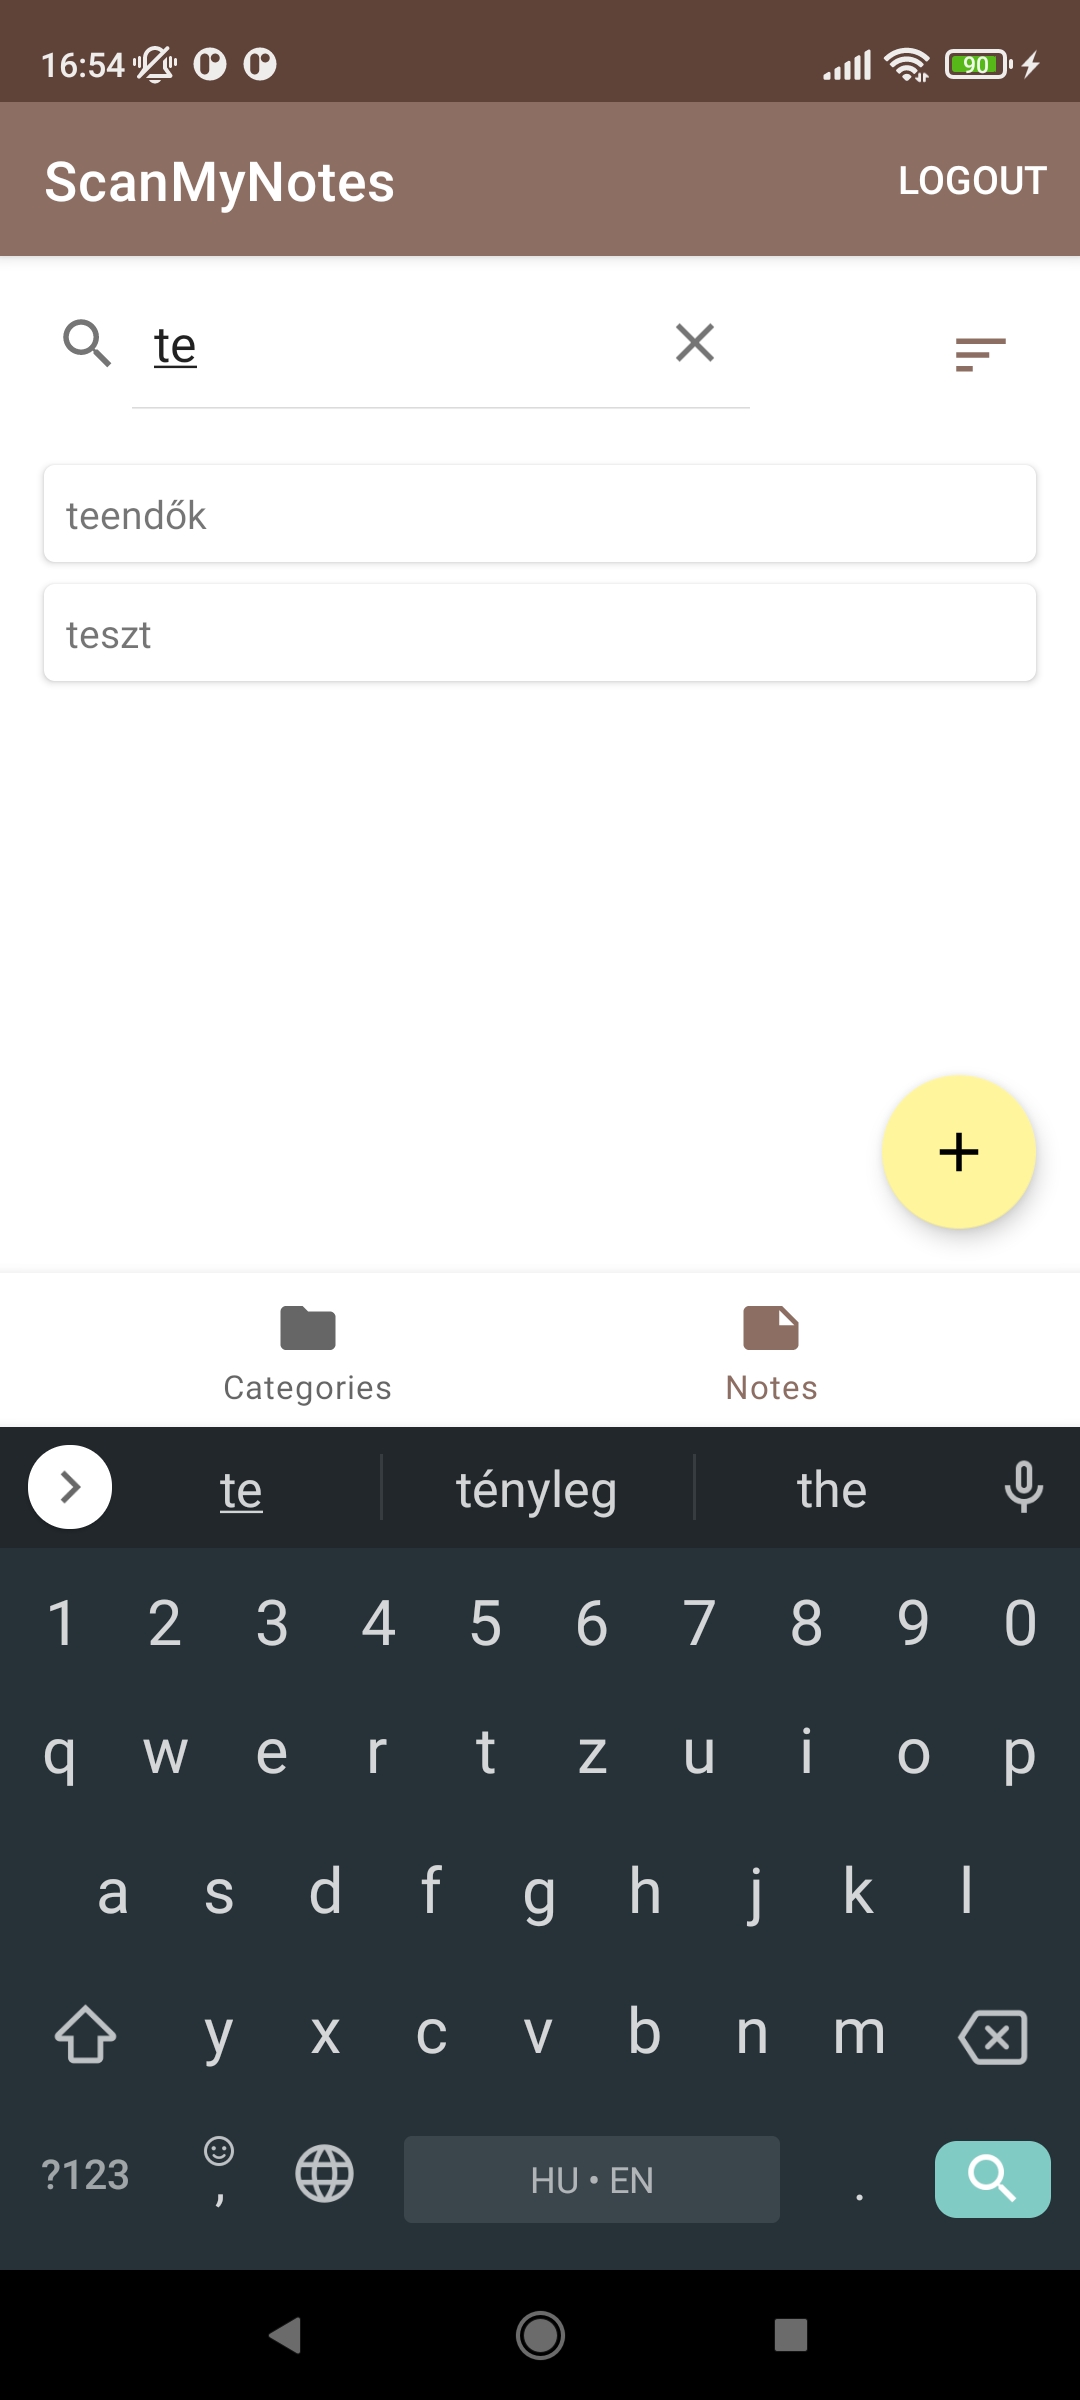 16:54 90
ScanMyNotes LOGOUT
te
teendők
teszt
Categories Notes
te tényleg the
1 2 3 4 5 6 7 8 9 0
q w e r t z u i o p
a s d f g h j k l
y x c v b n m
?123 , HU • EN .